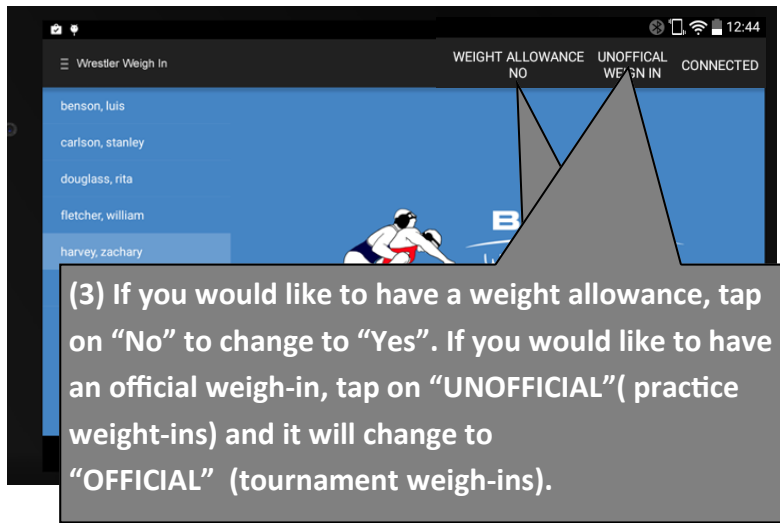 12:44
Wrestler Weigh In
WEIGHT ALLOWANCE
NO
UNOFFICAL
WEIGN IN
CONNECTED
benson, luis
carlson, stanley
douglass, rita
fletcher, william
harvey, zachary
B
(3) If you would like to have a weight allowance, tap
on “No” to change to “Yes”. If you would like to have
an official weigh-in, tap on “UNOFFICIAL”( practice
weight-ins) and it will change to
“OFFICIAL”  (tournament weigh-ins).